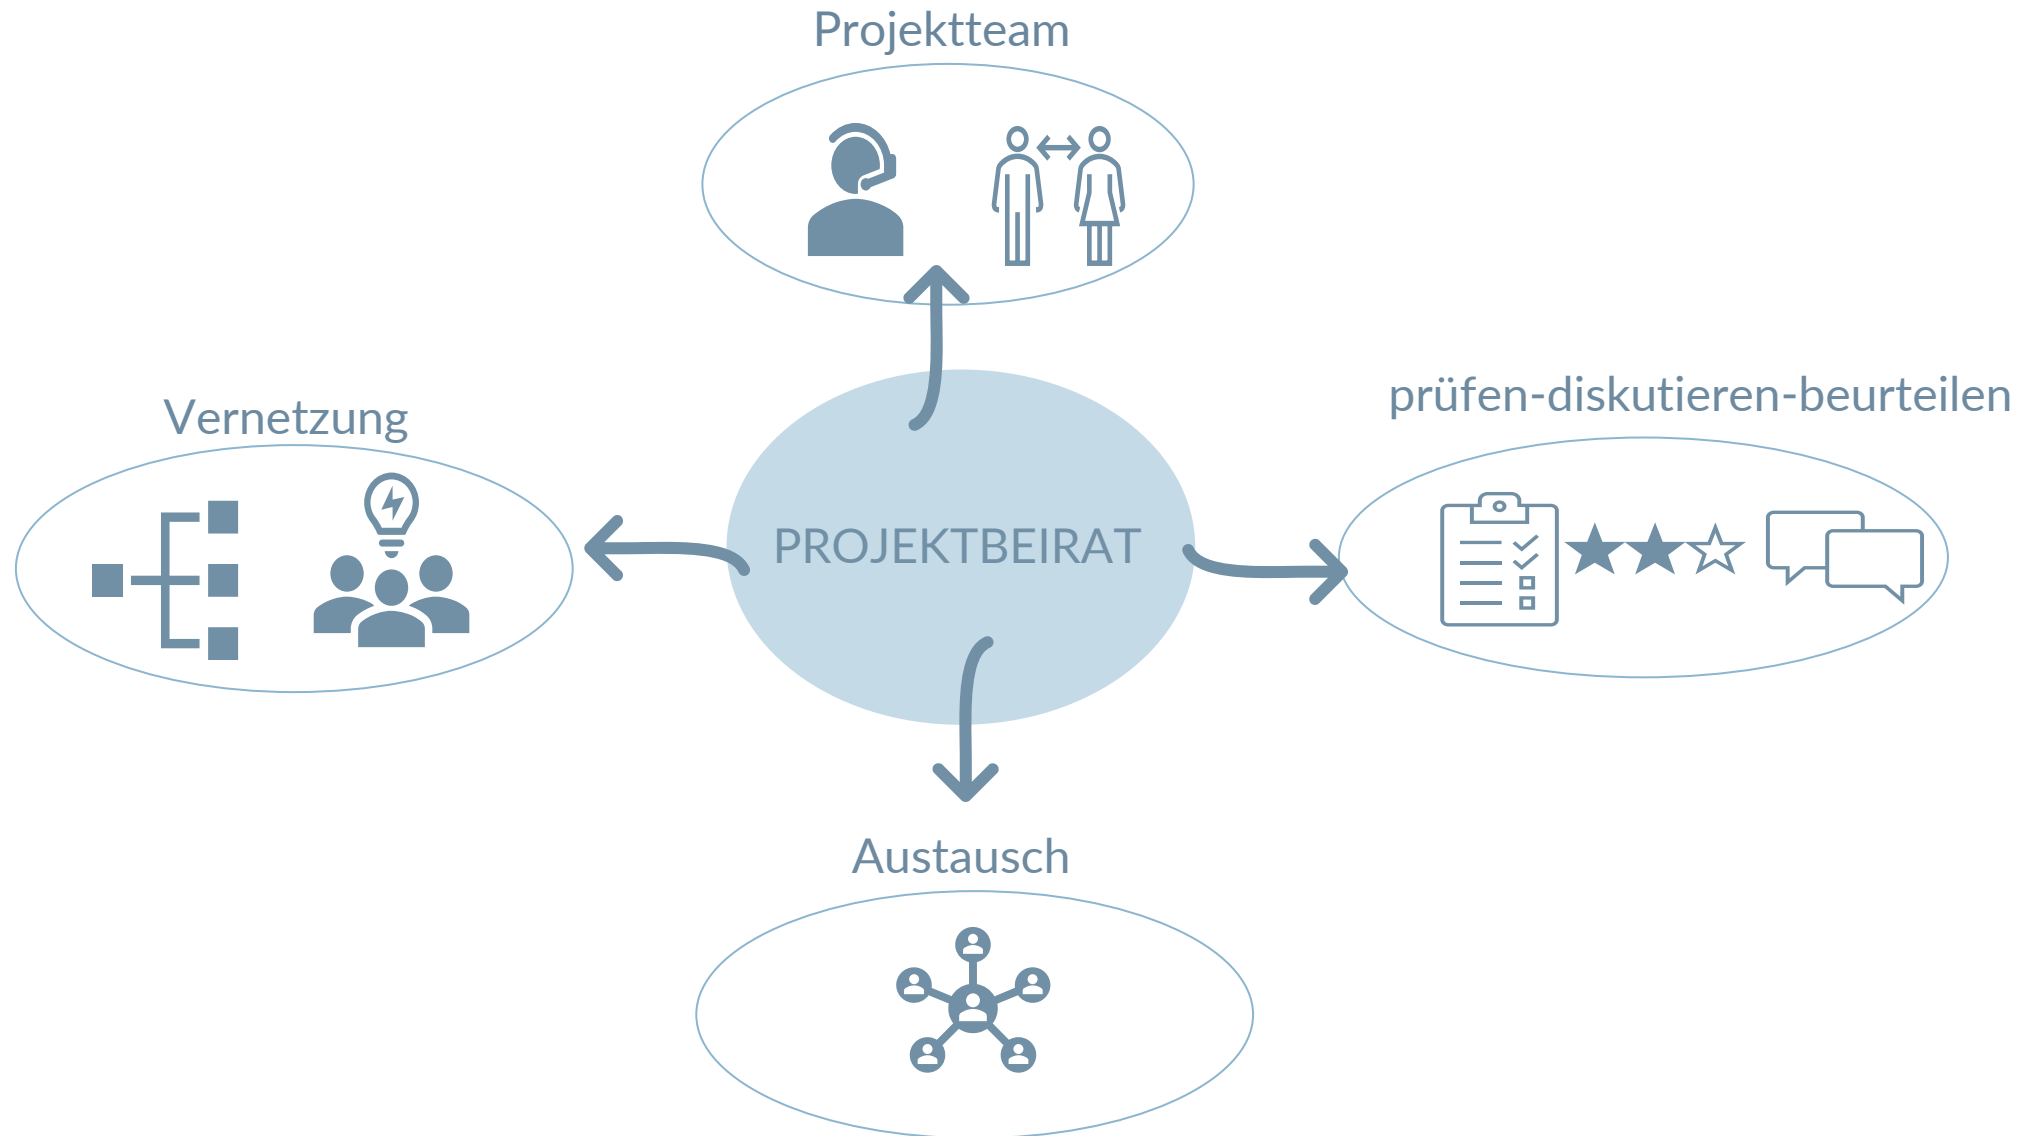 Projektteam
Vernetzung
prüfen-diskutieren-beurteilen
PROJEKTBEIRAT
Austausch